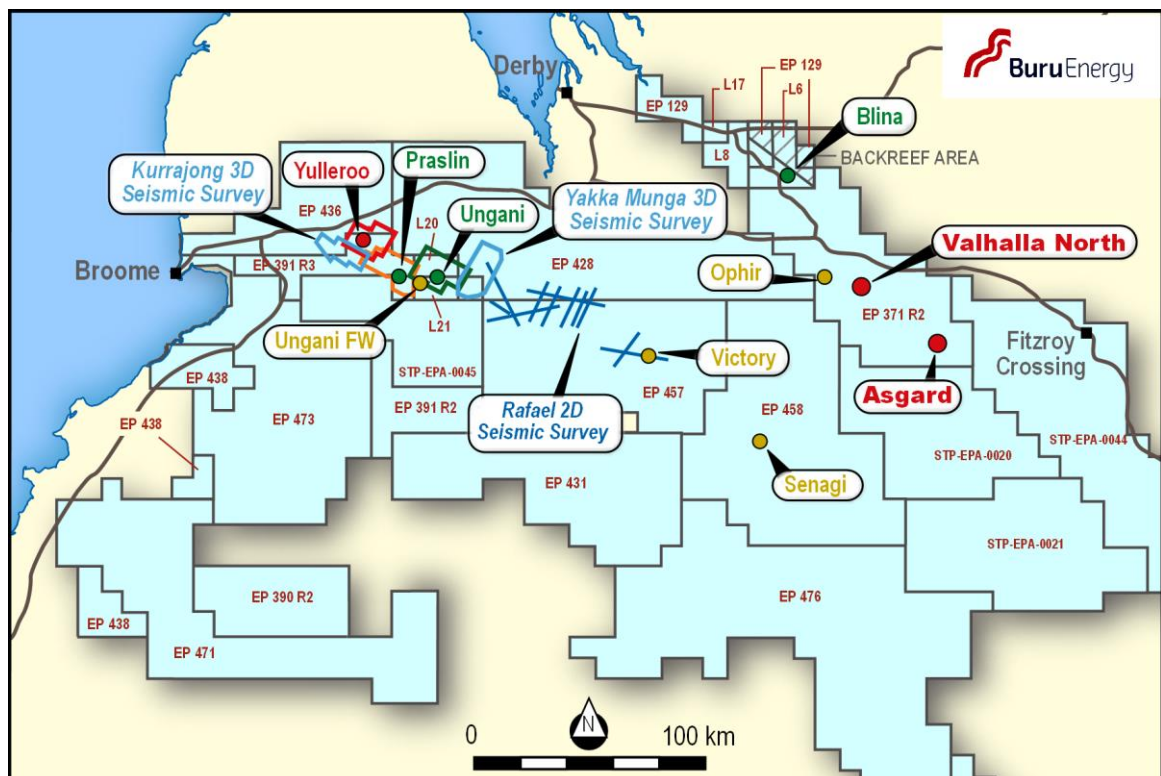 Buru Energy
Derby
EP 129
L17
L6
EP 129
Blina
L8
BACKREEF AREA
Kurrajong 3D
Seismic Survey
Yulleroo
Praslin
EP 436
L20
Ungani
Yakka Munga 3D
Seismic Survey
Valhalla North
Broome
EP 391 R3
EP 428
Ophir
EP 371 R2
Ungani FW
L21
Victory
Fitzroy
Crossing
EP 438
STP-EPA-0045
EP 457
Asgard
EP 438
EP 473
EP 391 R2
Rafael 2D
Seismic Survey
EP 458
STP-EPA-0044
STP-EPA-0020
EP 431
Senagi
STP-EPA-0021
EP 390 R2
EP 476
EP 438
EP 471
N
0
100 km